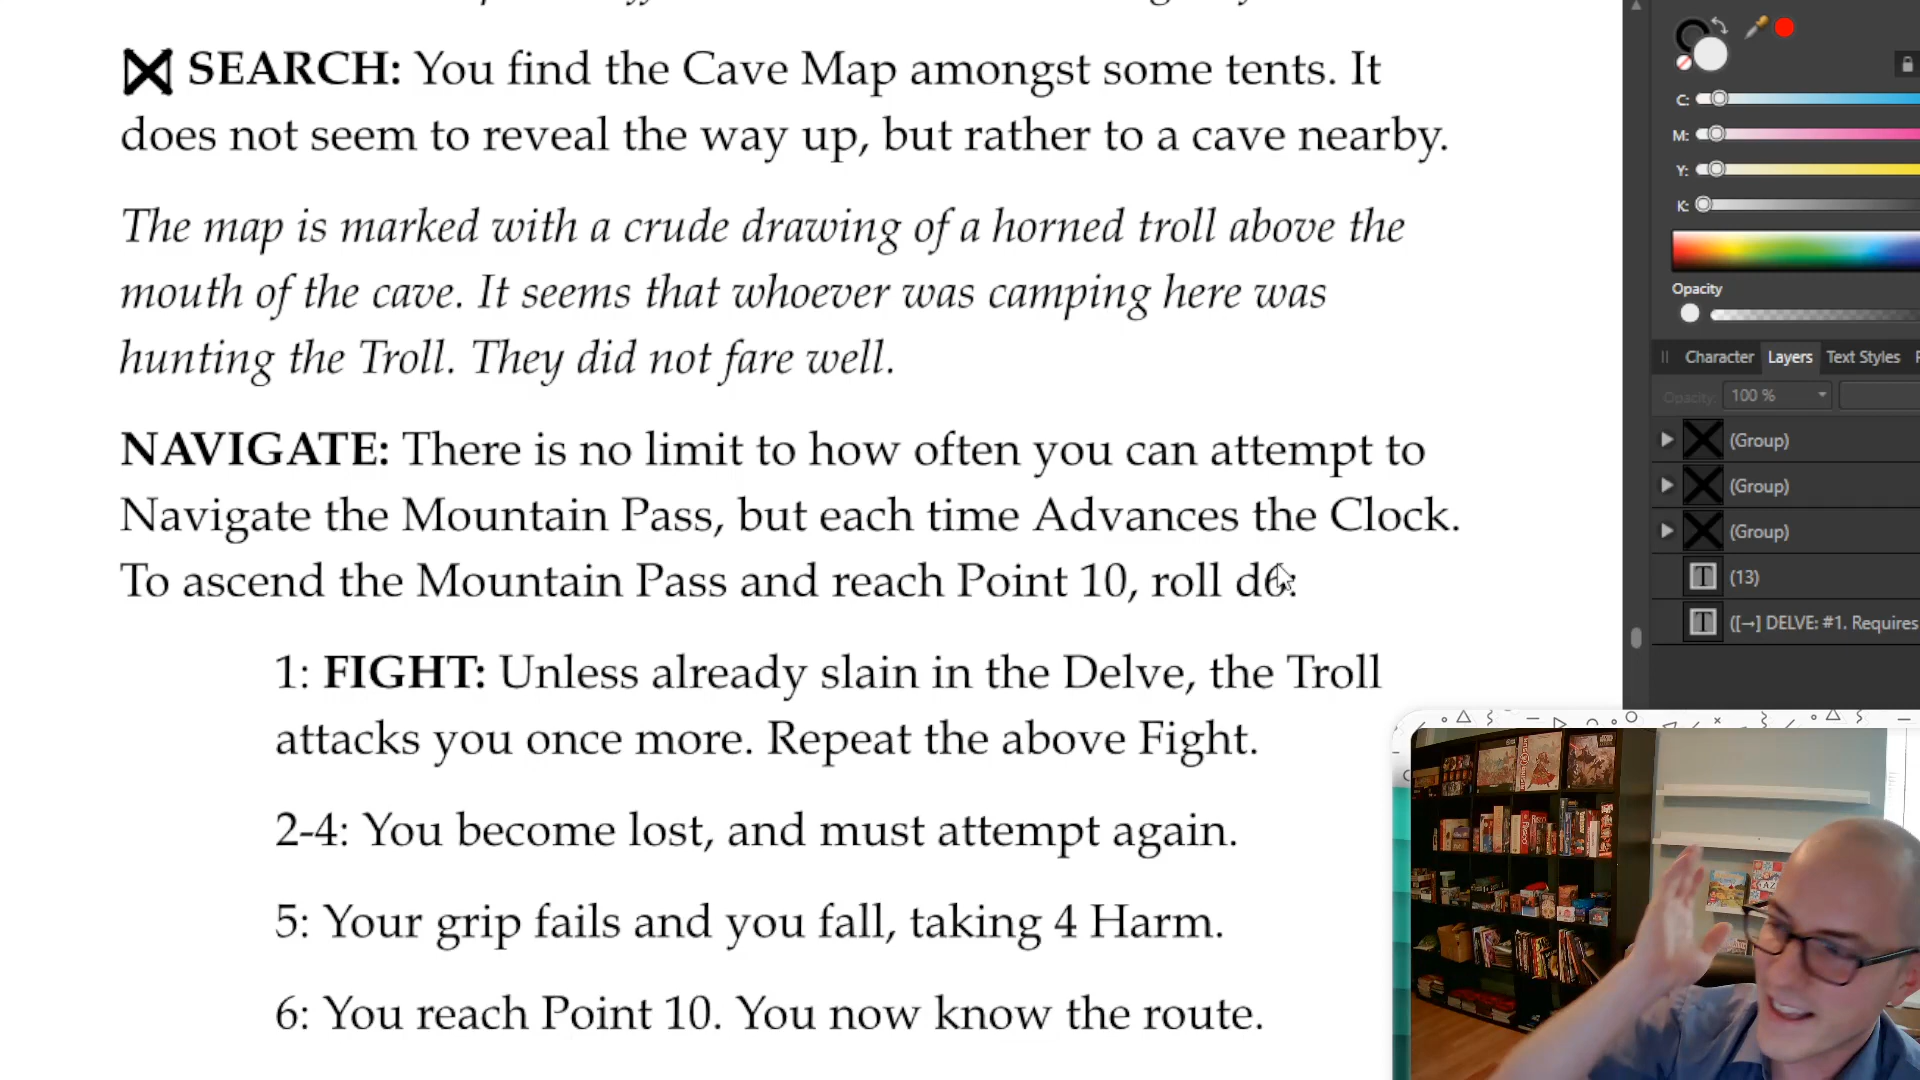 SEARCH: You find the Cave Map amongst some tents. It
does not seem to reveal the way up, but rather to a cave nearby.
The map is marked with a crude drawing of a horned troll above the
mouth of the cave. It seems that whoever was camping here was
hunting the Troll. They did not fare well.
NAVIGATE: There is no limit to how often you can attempt to
Navigate the Mountain Pass, but each time Advances the Clock.
To ascend the Mountain Pass and reach Point 10, roll d6:
1: FIGHT: Unless already slain in the Delve, the Troll
attacks you once more. Repeat the above Fight.
2-4: You become lost, and must attempt again.
5: Your grip fails and you fall, taking 4 Harm.
6: You reach Point 10. You now know the route.
C:
M:
Y:
K:
Opacity
Character Layers Text Styles
Opacity: 100 %
(Group)
(Group)
(Group)
(13)
([→] DELVE: #1. Requires